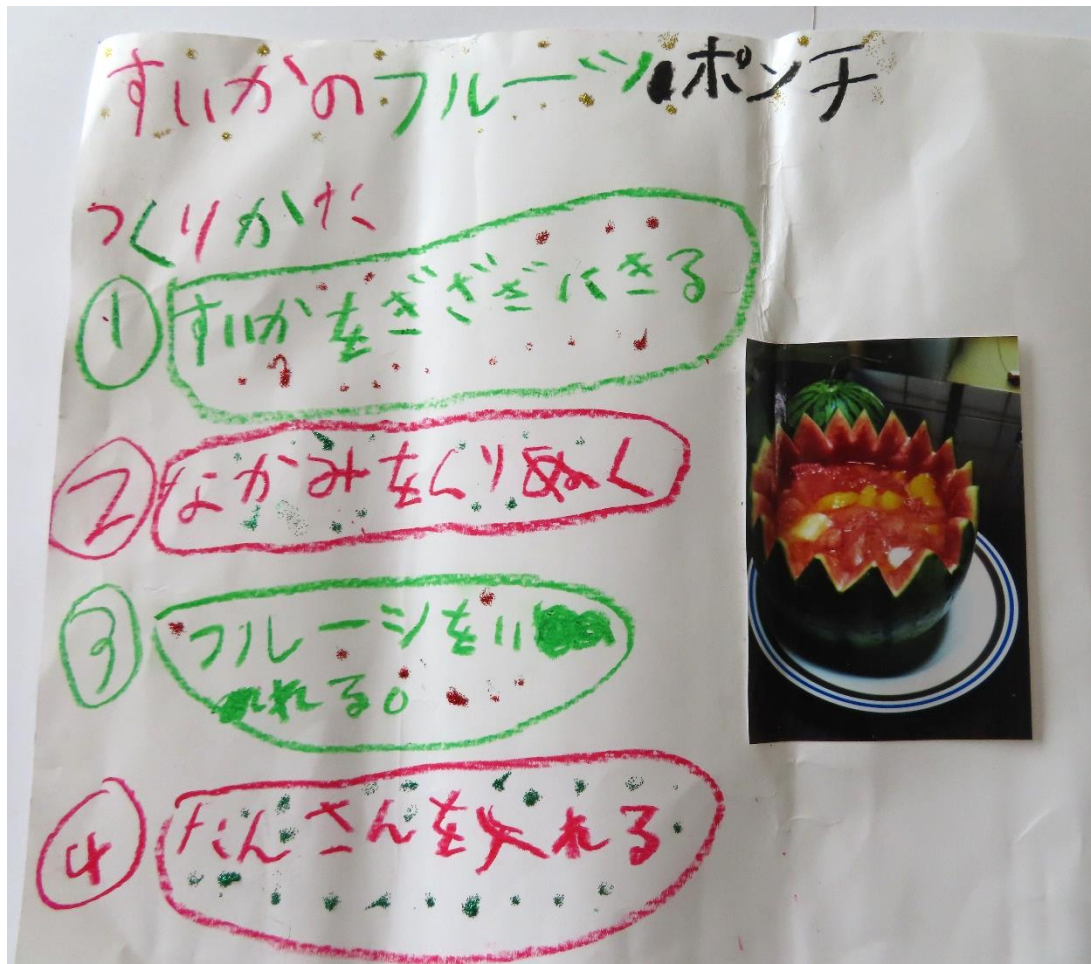 すいかのフルーツポンチ
つくりかた
① すいかをぎざぎざにきる
② なかみをくりぬく
③ フルーツをい
れる。
④ たんさんを入れる